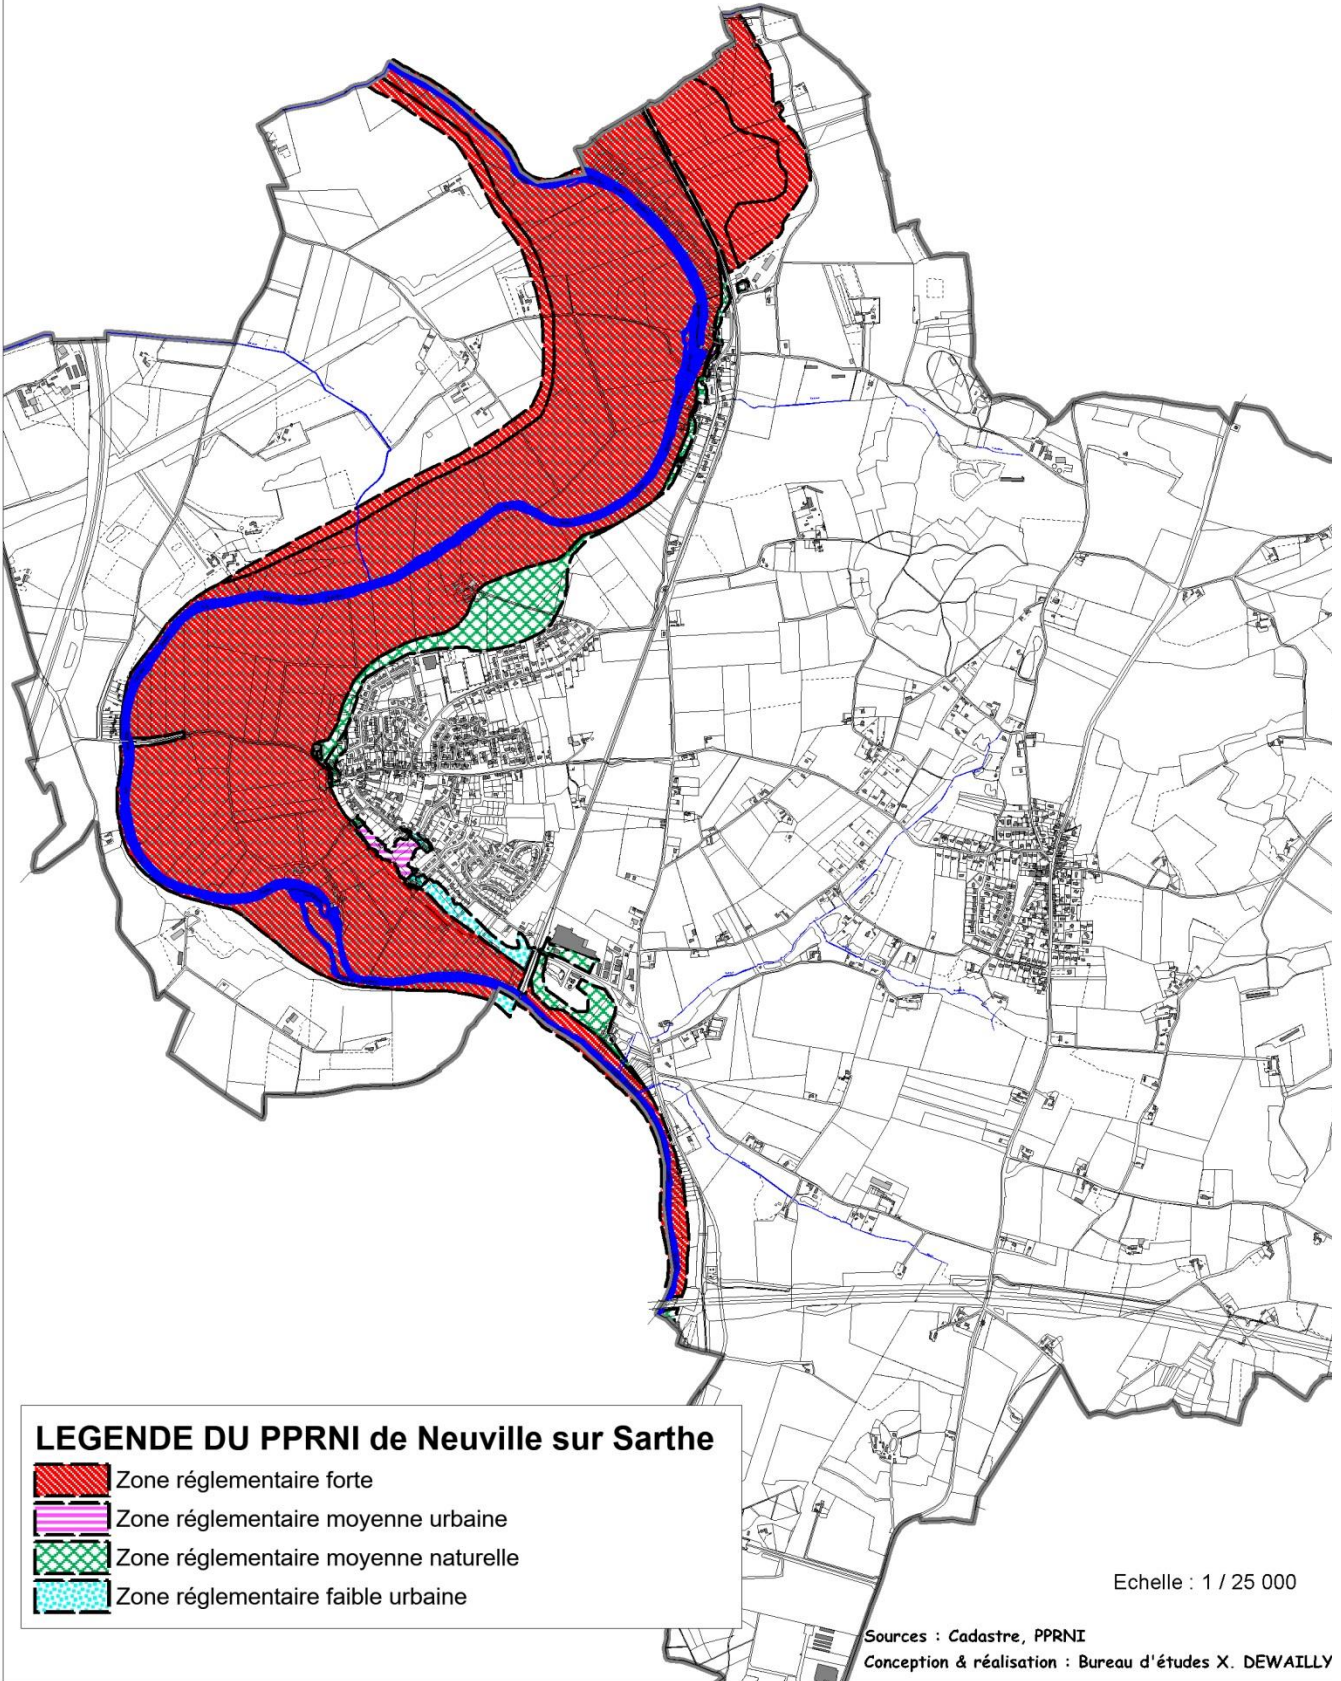 LEGENDE DU PPRNI de Neuville sur Sarthe
Zone réglementaire forte
Zone réglementaire moyenne urbaine
Zone réglementaire moyenne naturelle
Zone réglementaire faible urbaine
Echelle : 1 / 25 000
Sources : Cadastre, PPRNI
Conception & réalisation : Bureau d'études X. DEWAILLY